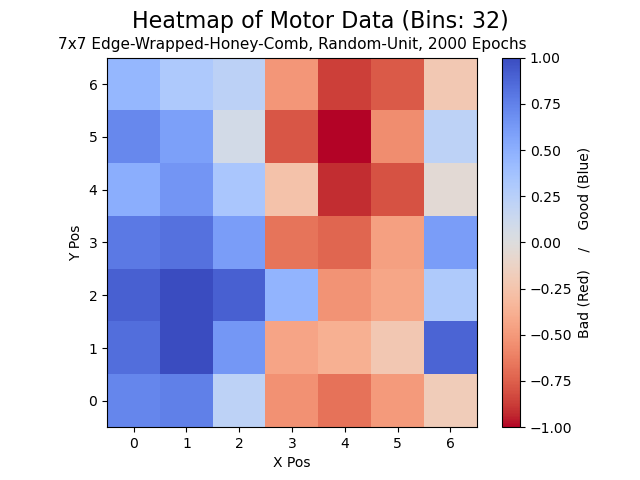 Heatmap of Motor Data (Bins: 32)
7x7 Edge-Wrapped-Honey-Comb, Random-Unit, 2000 Epochs
6
5
4
3
2
1
0
Y Pos
0 1 2 3 4 5 6
X Pos
1.00
0.75
0.50
0.25
0.00
−0.25
−0.50
−0.75
−1.00
Bad (Red) / Good (Blue)